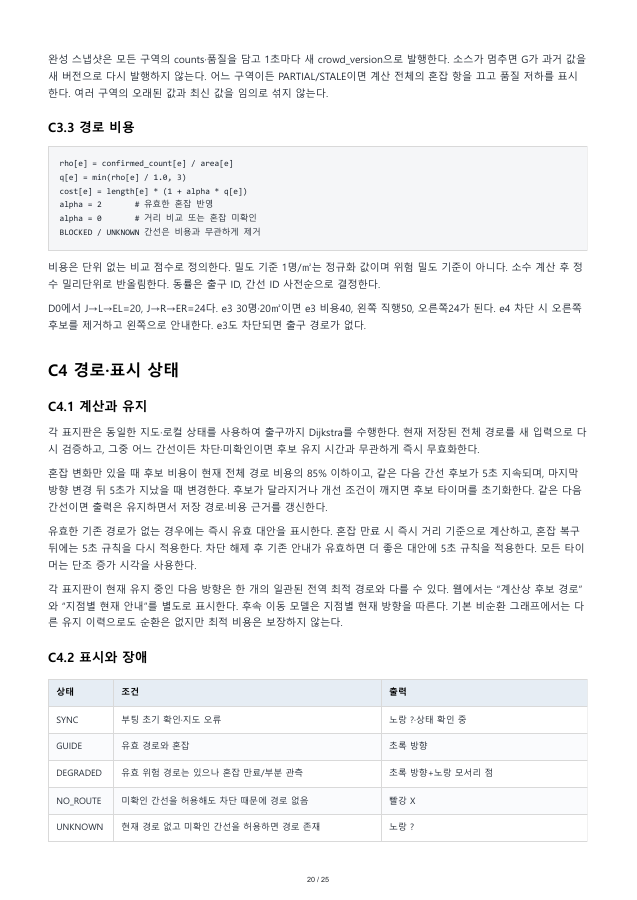 완성 스냅샷은 모든 구역의 counts·품질을 담고 1초마다 새 crowd_version으로 발행한다. 소스가 멈추면 G가 과거 값을
새 버전으로 다시 발행하지 않는다. 어느 구역이든 PARTIAL/STALE이면 계산 전체의 혼잡 항을 끄고 품질 저하를 표시
한다. 여러 구역의 오래된 값과 최신 값을 임의로 섞지 않는다.
C3.3 경로 비용
rho[e] = confirmed_count[e] / area[e]
q[e] = min(rho[e] / 1.0, 3)
cost[e] = length[e] * (1 + alpha * q[e])
alpha = 2 # 유효한 혼잡 반영
alpha = 0 # 거리 비교 또는 혼잡 미확인
BLOCKED / UNKNOWN 간선은 비용과 무관하게 제거
비용은 단위 없는 비교 점수로 정의한다. 밀도 기준 1명/㎡는 정규화 값이며 위험 밀도 기준이 아니다. 소수 계산 후 정
수 밀리단위로 반올림한다. 동률은 출구 ID, 간선 ID 사전순으로 결정한다.
D0에서 J→L→EL=20, J→R→ER=24다. e3 30명·20㎡이면 e3 비용40, 왼쪽 직행50, 오른쪽24가 된다. e4 차단 시 오른쪽
후보를 제거하고 왼쪽으로 안내한다. e3도 차단되면 출구 경로가 없다.
C4 경로·표시 상태
C4.1 계산과 유지
각 표지판은 동일한 지도·로컬 상태를 사용하여 출구까지 Dijkstra를 수행한다. 현재 저장된 전체 경로를 새 입력으로 다
시 검증하고, 그중 어느 간선이든 차단·미확인이면 후보 유지 시간과 무관하게 즉시 무효화한다.
혼잡 변화만 있을 때 후보 비용이 현재 전체 경로 비용의 85% 이하이고, 같은 다음 간선 후보가 5초 지속되며, 마지막
방향 변경 뒤 5초가 지났을 때 변경한다. 후보가 달라지거나 개선 조건이 깨지면 후보 타이머를 초기화한다. 같은 다음
간선이면 출력은 유지하면서 저장 경로·비용 근거를 갱신한다.
유효한 기존 경로가 없는 경우에는 즉시 유효 대안을 표시한다. 혼잡 만료 시 즉시 거리 기준으로 계산하고, 혼잡 복구
뒤에는 5초 규칙을 다시 적용한다. 차단 해제 후 기존 안내가 유효하면 더 좋은 대안에 5초 규칙을 적용한다. 모든 타이
머는 단조 증가 시각을 사용한다.
각 표지판이 현재 유지 중인 다음 방향은 한 개의 일관된 전역 최적 경로와 다를 수 있다. 웹에서는 “계산상 후보 경로”
와 “지점별 현재 안내”를 별도로 표시한다. 후속 이동 모델은 지점별 현재 방향을 따른다. 기본 비순환 그래프에서는 다
른 유지 이력으로도 순환은 없지만 최적 비용은 보장하지 않는다.
C4.2 표시와 장애
상태 조건 출력
SYNC 부팅 초기 확인·지도 오류 노랑 ?·상태 확인 중
GUIDE 유효 경로와 혼잡 초록 방향
DEGRADED 유효 위험 경로는 있으나 혼잡 만료/부분 관측 초록 방향+노랑 모서리 점
NO_ROUTE 미확인 간선을 허용해도 차단 때문에 경로 없음 빨강 X
UNKNOWN 현재 경로 없고 미확인 간선을 허용하면 경로 존재 노랑 ?
20 / 25